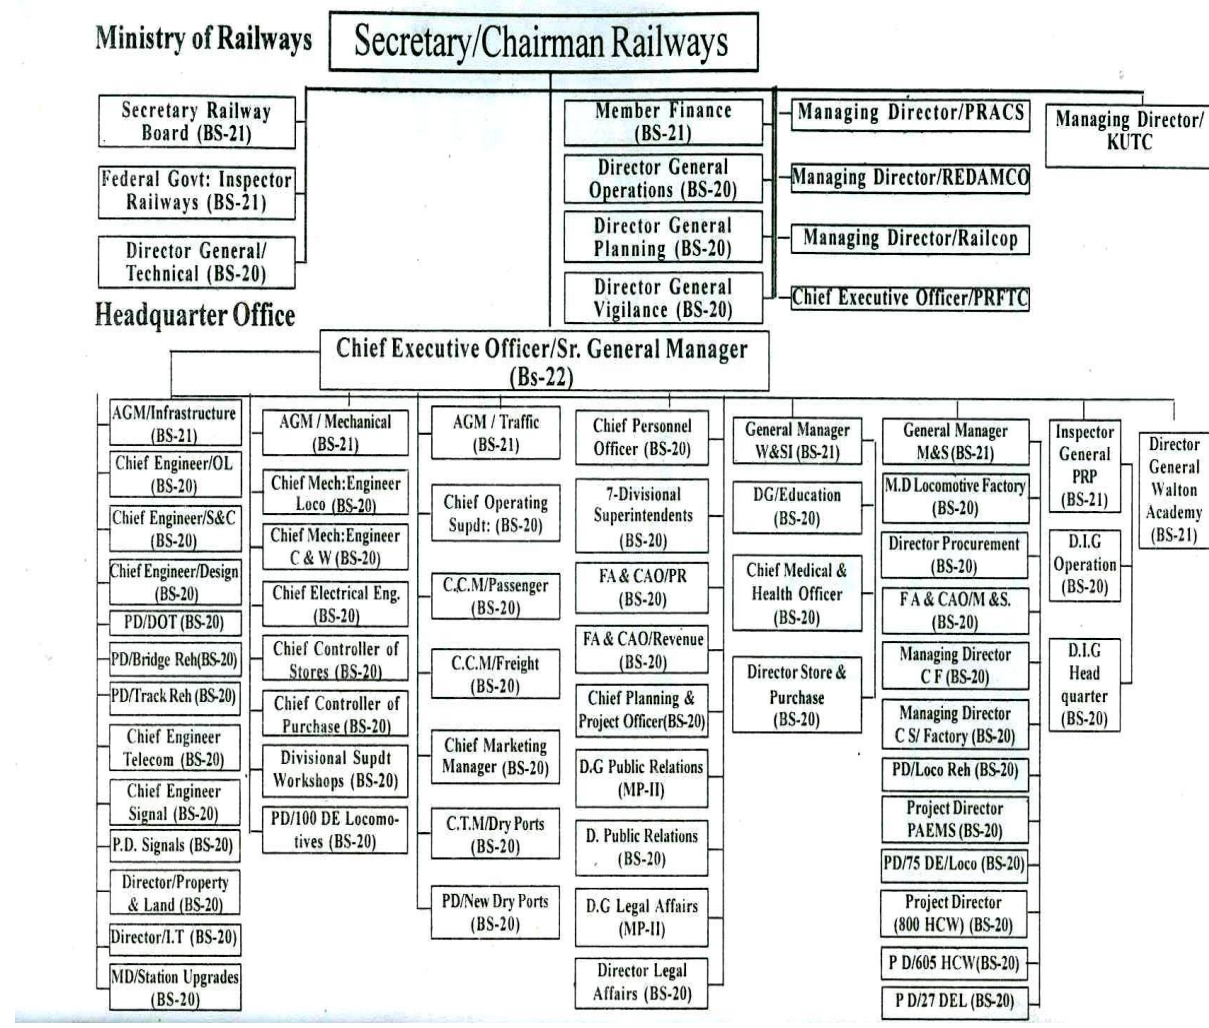 Ministry of Railways
Secretary/Chairman Railways
Secretary Railway
Board (BS-21)
Federal Govt: Inspector
Railways (BS-21)
Director General/
Technical (BS-20)
Member Finance
(BS-21)
Director General
Operations (BS-20)
Director General
Planning (BS-20)
Director General
Vigilance (BS-20)
Managing Director/PRACS
Managing Director/REDAMCO
Managing Director/Railcop
Chief Executive Officer/PRFTC
Managing Director/
KUTC
Headquarter Office
Chief Executive Officer/Sr. General Manager
(Bs-22)
AGM/Infrastructure
(BS-21)
Chief Engineer/OL
(BS-20)
Chief Engineer/S&C
(BS-20)
Chief Engineer/Design
(BS-20)
PD/DOT (BS-20)
PD/Bridge Reh(BS-20)
PD/Track Reh (BS-20)
Chief Engineer
Telecom (BS-20)
Chief Engineer
Signal (BS-20)
P.D. Signals (BS-20)
Director/Property
& Land (BS-20)
Director/I.T (BS-20)
MD/Station Upgrades
(BS-20)
AGM / Mechanical
(BS-21)
Chief Mech:Engineer
Loco (BS-20)
Chief Mech:Engineer
C & W (BS-20)
Chief Electrical Eng.
(BS-20)
Chief Controller of
Stores (BS-20)
Chief Controller of
Purchase (BS-20)
Divisional Supdt
Workshops (BS-20)
PD/100 DE Locomo-
tives (BS-20)
AGM / Traffic
(BS-21)
Chief Operating
Supdt: (BS-20)
C.C.M/Passenger
(BS-20)
C.C.M/Freight
(BS-20)
Chief Marketing
Manager (BS-20)
C.T.M/Dry Ports
(BS-20)
PD/New Dry Ports
(BS-20)
Chief Personnel
Officer (BS-20)
7-Divisional
Superintendents
(BS-20)
FA & CAO/PR
(BS-20)
FA & CAO/Revenue
(BS-20)
Chief Planning &
Project Officer(BS-20)
D.G Public Relations
(MP-II)
D. Public Relations
(BS-20)
D.G Legal Affairs
(MP-II)
Director Legal
Affairs (BS-20)
General Manager
W&SI (BS-21)
DG/Education
(BS-20)
Chief Medical &
Health Officer
(BS-20)
Director Store &
Purchase
(BS-20)
General Manager
M&S (BS-21)
M.D Locomotive Factory
(BS-20)
Director Procurement
(BS-20)
F A & CAO/M &S.
(BS-20)
Managing Director
C F (BS-20)
Managing Director
C S/ Factory (BS-20)
PD/Loco Reh (BS-20)
Project Director
PAEMS (BS-20)
PD/75 DE/Loco (BS-20)
Project Director
(800 HCW) (BS-20)
P D/605 HCW(BS-20)
P D/27 DEL (BS-20)
Inspector
General
PRP
(BS-21)
D.I.G
Operation
(BS-20)
D.I.G
Head
quarter
(BS-20)
Director
General
Walton
Academy
(BS-21)